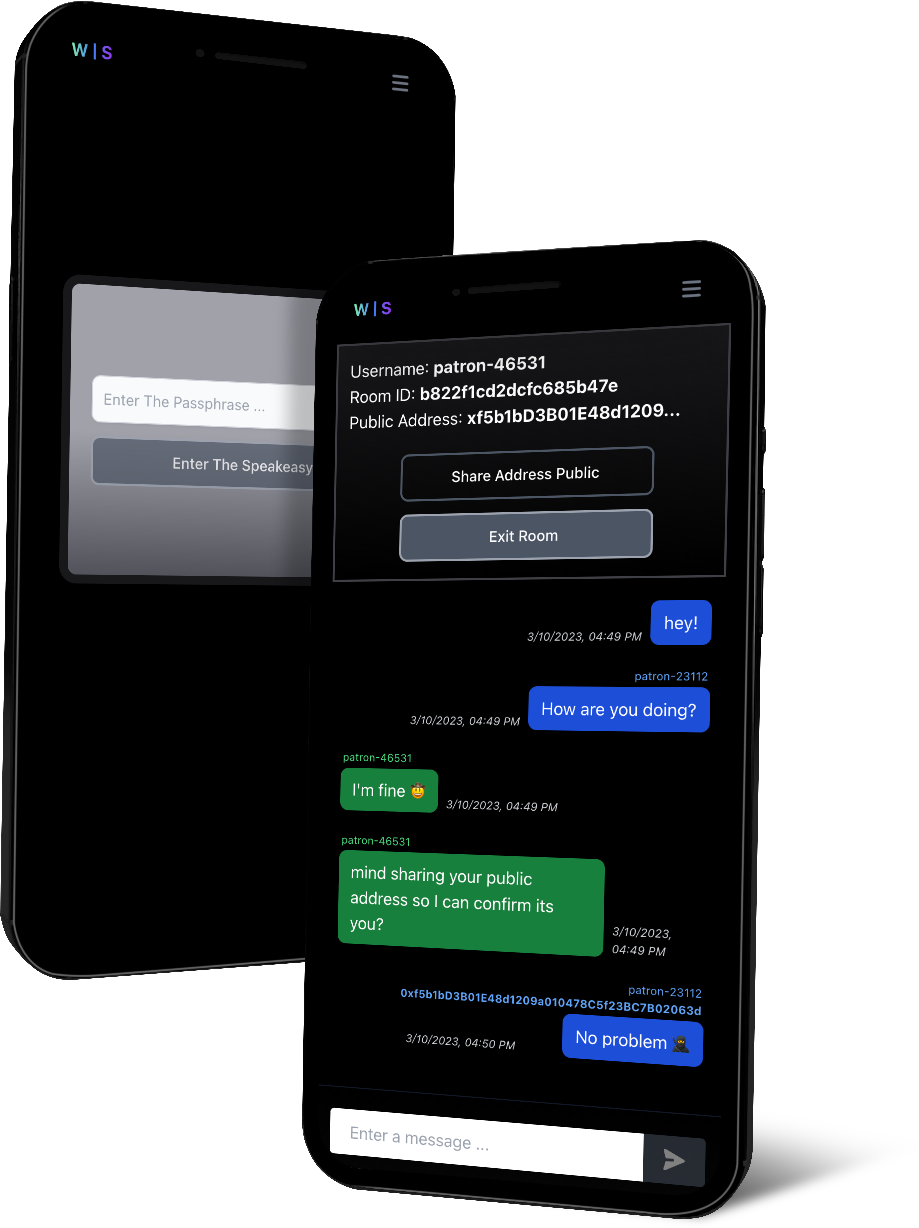 W|S
Enter The Passphrase ...
Enter The Speakeasy
W|S
Username: patron-46531
Room ID: b822f1cd2dcfc685b47e
Public Address: xf5b1bD3B01E48d1209...
Share Address Public
Exit Room
hey!
3/10/2023, 04:49 PM
patron-23112
How are you doing?
3/10/2023, 04:49 PM
patron-46531
I'm fine 🤠
3/10/2023, 04:49 PM
patron-46531
mind sharing your public
address so I can confirm its
you?
3/10/2023,
04:49 PM
patron-23112
0xf5b1bD3B01E48d1209a010478C5f23BC7B02063d
No problem 🥷
3/10/2023, 04:50 PM
Enter a message ...